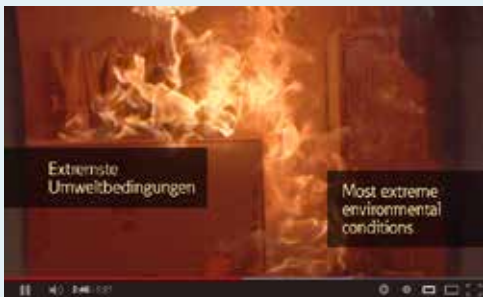 Extremste
Umweltbedingungen
Most extreme
environmental
conditions